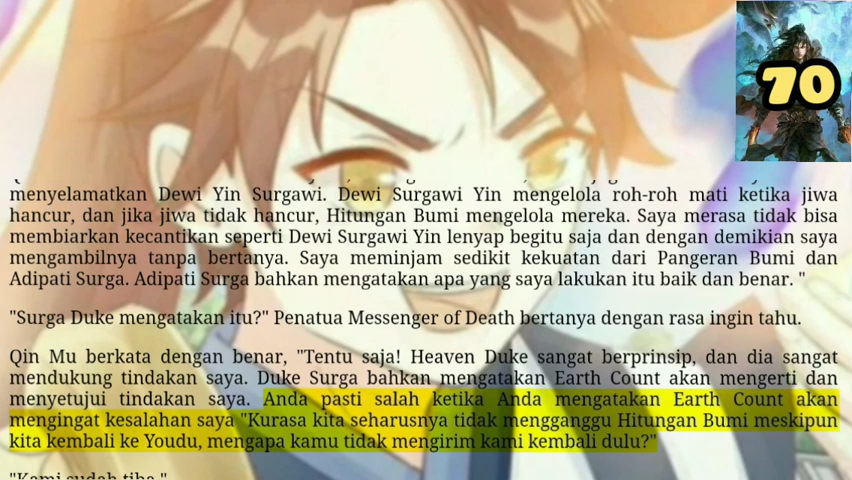 70
menyelamatkan Dewi Yin Surgawi. Dewi Surgawi Yin mengelola roh-roh mati ketika jiwa
hancur, dan jika jiwa tidak hancur, Hitungan Bumi mengelola mereka. Saya merasa tidak bisa
membiarkan kecantikan seperti Dewi Surgawi Yin lenyap begitu saja dan dengan demikian saya
mengambilnya tanpa bertanya. Saya meminjam sedikit kekuatan dari Pangeran Bumi dan
Adipati Surga. Adipati Surga bahkan mengatakan apa yang saya lakukan itu baik dan benar. "
"Surga Duke mengatakan itu?" Penatua Messenger of Death bertanya dengan rasa ingin tahu.
Qin Mu berkata dengan benar, "Tentu saja! Heaven Duke sangat berprinsip, dan dia sangat
mendukung tindakan saya. Duke Surga bahkan mengatakan Earth Count akan mengerti dan
menyetujui tindakan saya. Anda pasti salah ketika Anda mengatakan Earth Count akan
mengingat kesalahan saya "Kurasa kita seharusnya tidak mengganggu Hitungan Bumi meskipun
kita kembali ke Youdu, mengapa kamu tidak mengirim kami kembali dulu?"
"Kami sudah tiba."